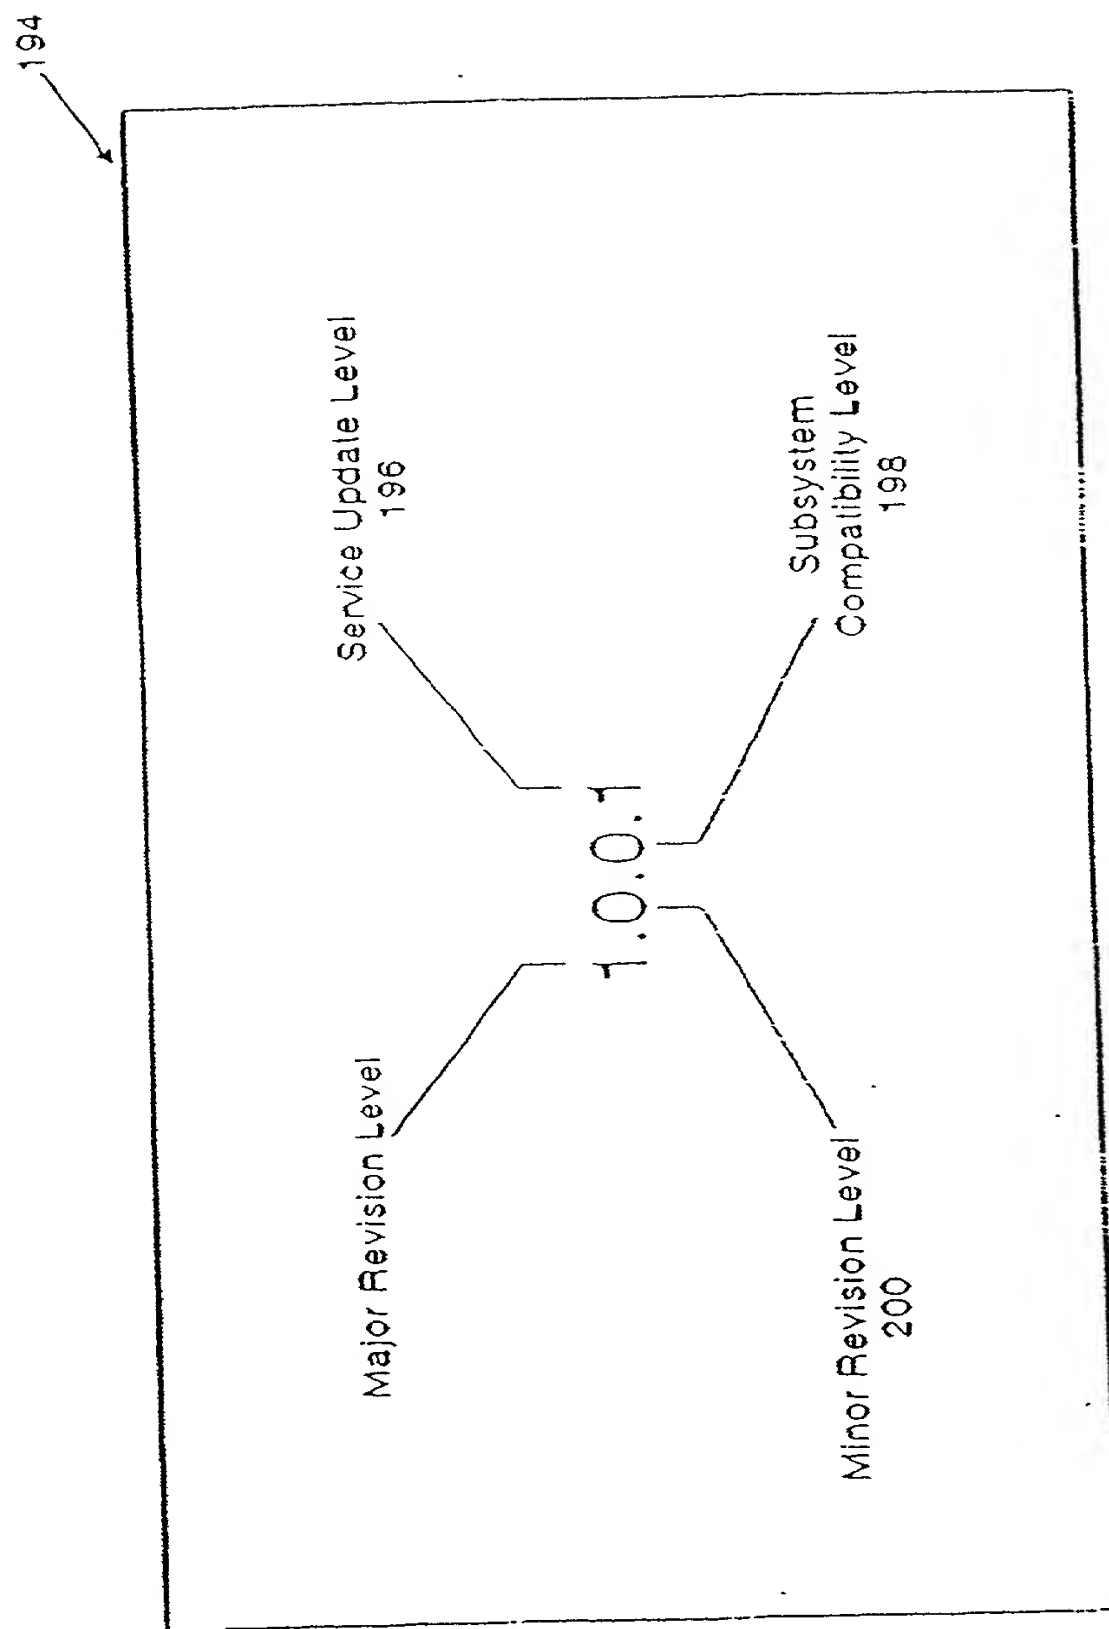 194
Major Revision Level
Service Update Level
196
1.0.0.1
Minor Revision Level
200
Subsystem
Compatibility Level
198